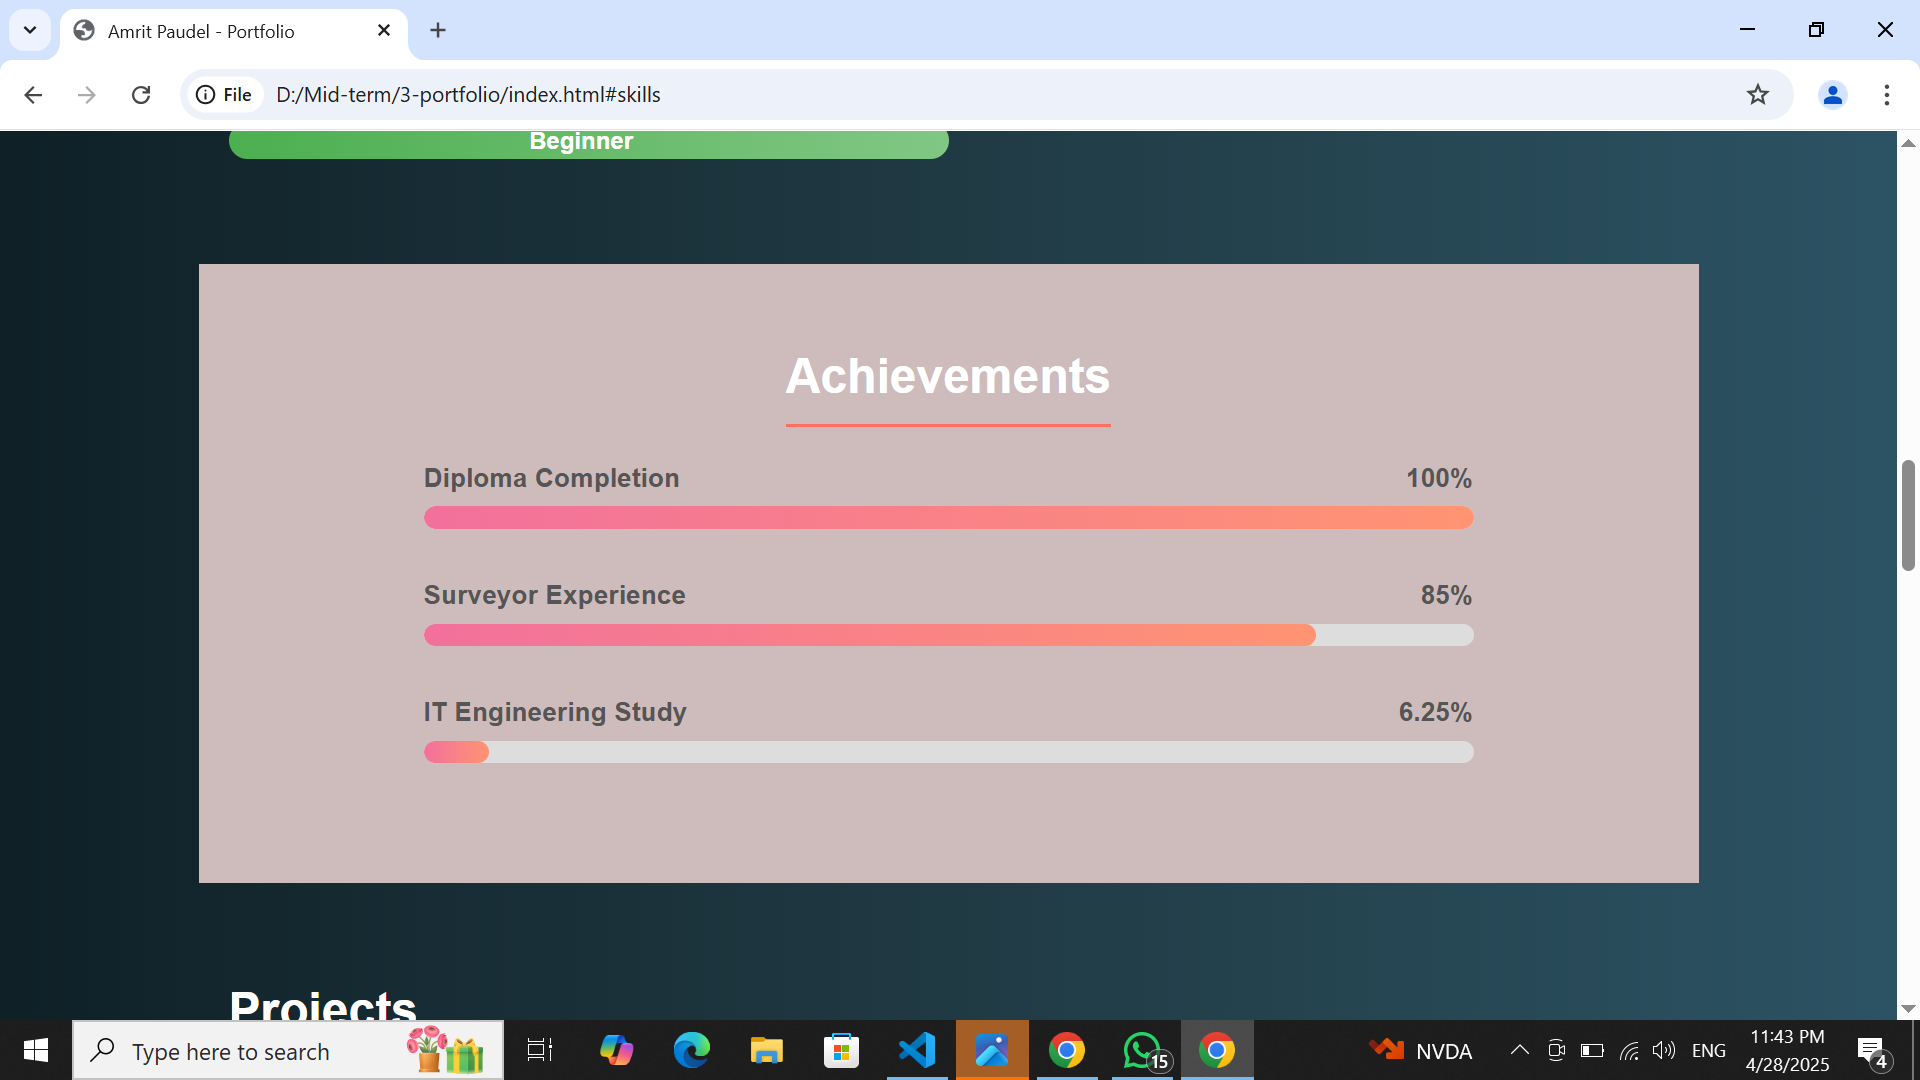 Amrit Paudel - Portfolio
File
D:/Mid-term/3-portfolio/index.html#skills
Beginner
Achievements
Diploma Completion 100%
Surveyor Experience 85%
IT Engineering Study 6.25%
Projects
Type here to search
15
NVDA
ENG
11:43 PM
4/28/2025
4